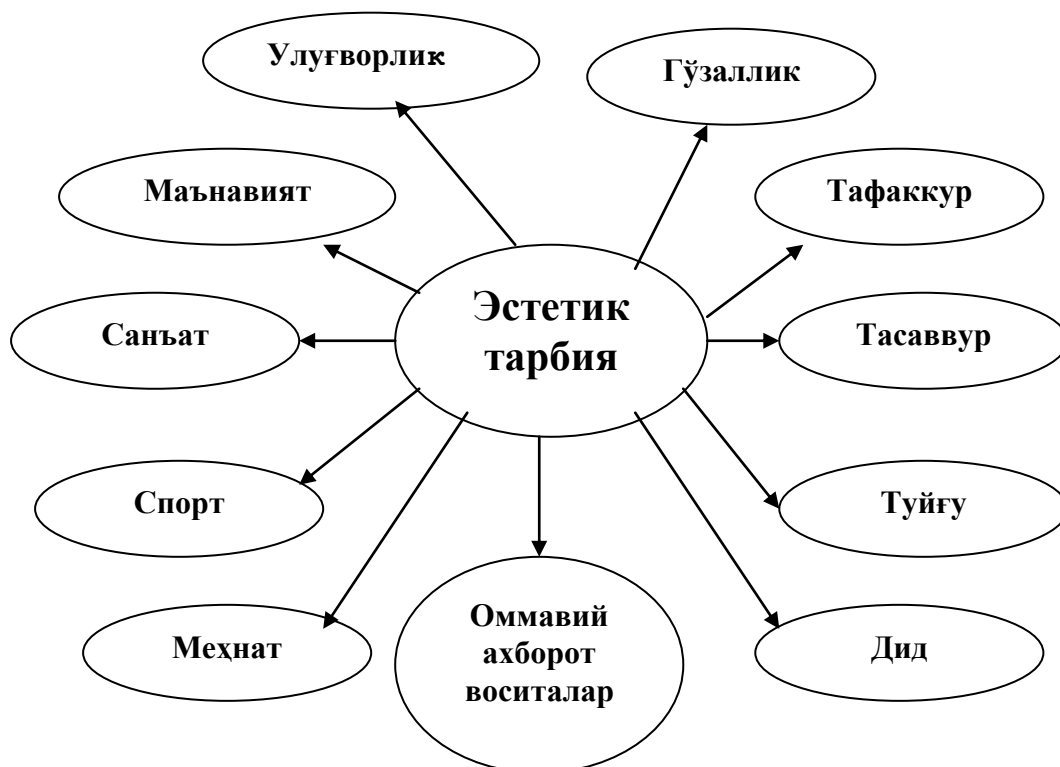 Улуғворлик
Гўзаллик
Маънавият
Тафаккур
Эстетик
тарбия
Санъат
Тасаввур
Спорт
Туйғу
Меҳнат
Оммавий
ахборот
воситалар
Дид